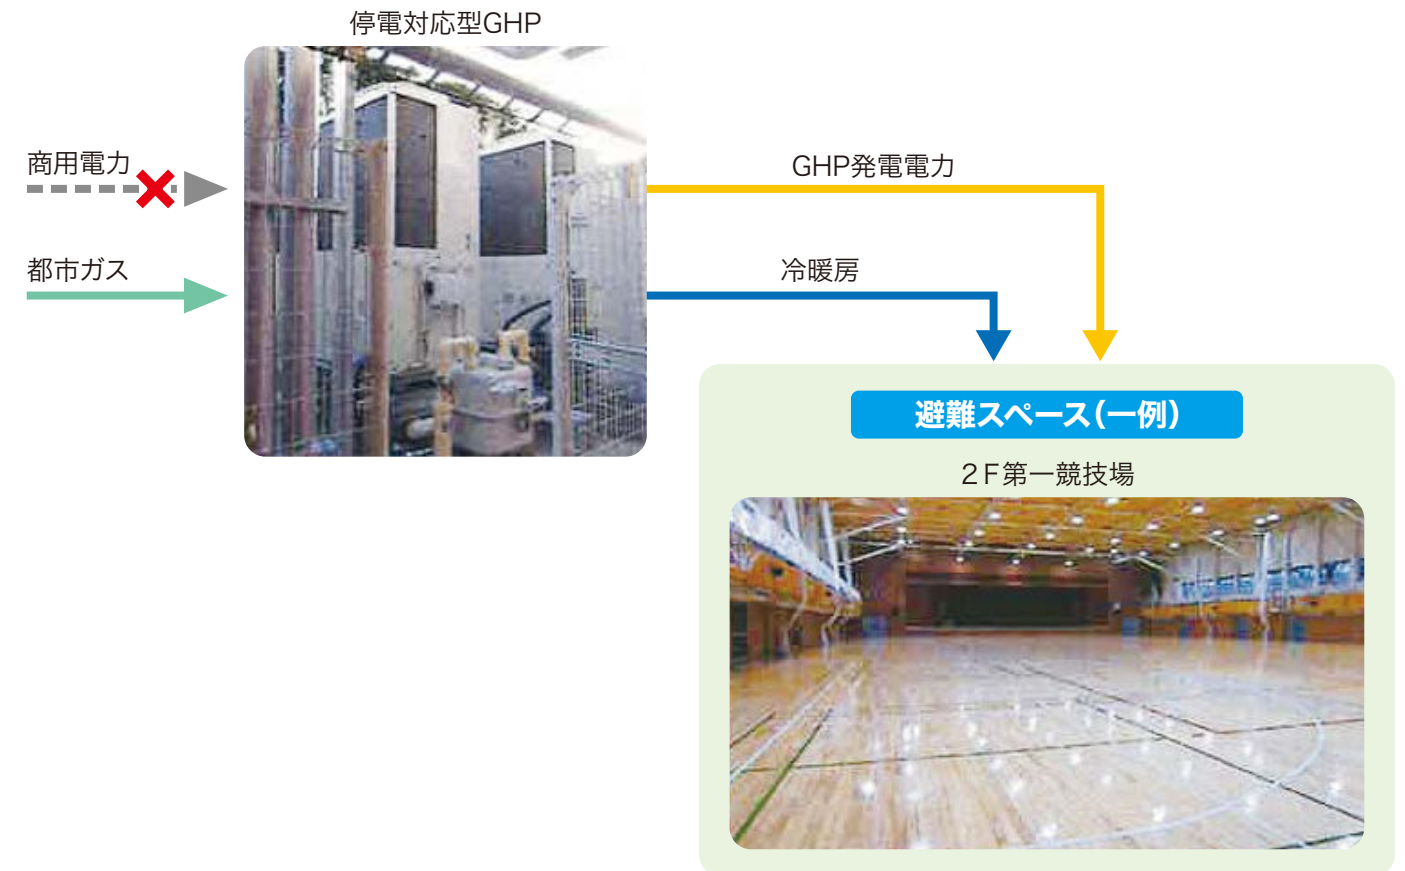 停電対応型GHP
商用電力
GHP発電電力
都市ガス
冷暖房
避難スペース(一例)
2F第一競技場